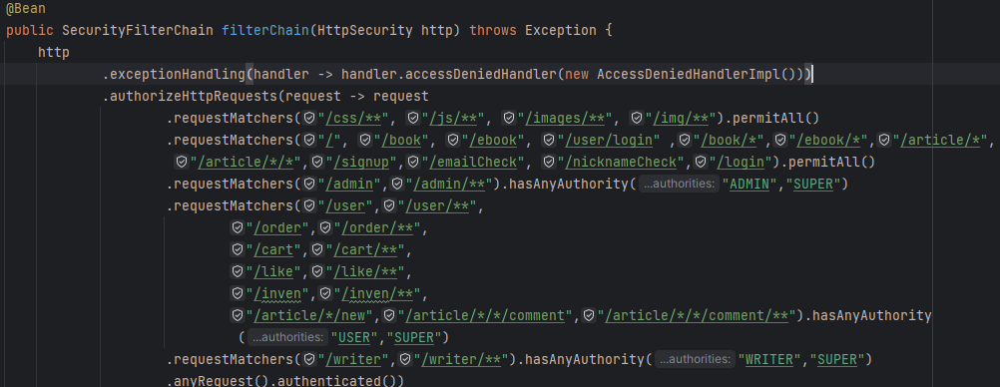 @Bean
public SecurityFilterChain filterChain(HttpSecurity http) throws Exception {
http
.exceptionHandling(handler -> handler.accessDeniedHandler(new AccessDeniedHandlerImpl()))
.authorizeHttpRequests(request -> request
.requestMatchers("/css/**", "/js/**", "/images/**", "/img/**").permitAll()
.requestMatchers("/", "/book", "/ebook", "/user/login" ,"/book/*","/ebook/*","/article/*",
"/article/*/*","/signup","/emailCheck", "/nicknameCheck","/login").permitAll()
.requestMatchers("/admin","/admin/**").hasAnyAuthority( ...authorities: "ADMIN","SUPER")
.requestMatchers("/user","/user/**",
"/order","/order/**",
"/cart","/cart/**",
"/like","/like/**",
"/inven","/inven/**",
"/article/*/new","/article/*/*/comment","/article/*/*/comment/**").hasAnyAuthority
( ...authorities: "USER","SUPER")
.requestMatchers("/writer","/writer/**").hasAnyAuthority( ...authorities: "WRITER","SUPER")
.anyRequest().authenticated())